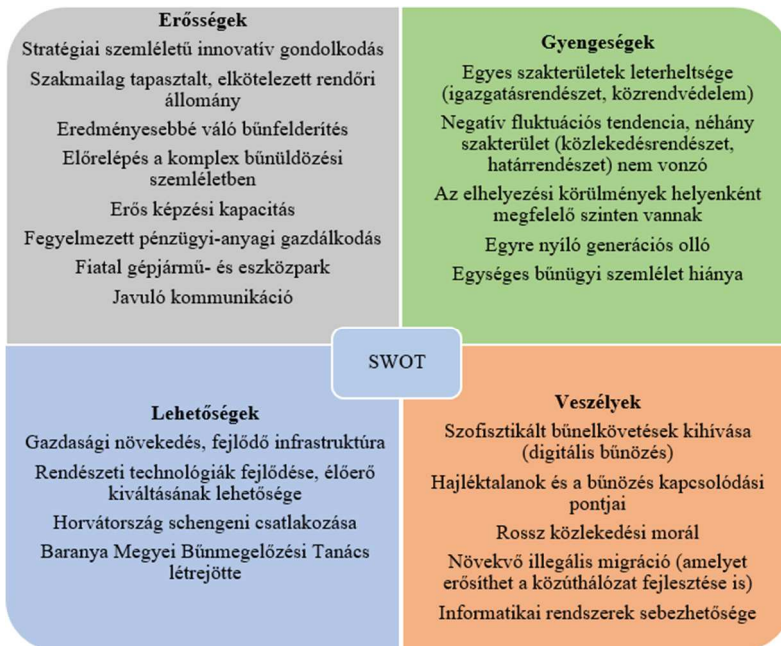 Erősségek
Stratégiai szemléletű innovatív gondolkodás
Szakmailag tapasztalt, elkötelezett rendőri
állomány
Eredményesebbé váló bűnfelderítés
Előrelépés a komplex bűnüldözési
szemléletben
Erős képzési kapacitás
Fegyelmezett pénzügyi-anyagi gazdálkodás
Fiatal gépjármű- és eszközpark
Javuló kommunikáció
Gyengeségek
Egyes szakterületek leterheltsége
(igazgatásrendészet, közrendvédelem)
Negatív fluktuációs tendencia, néhány
szakterület (közlekedésrendészet,
határrendészet) nem vonzó
Az elhelyezési körülmények helyenként
megfelelő szinten vannak
Egyre nyíló generációs olló
Egységes bűnügyi szemlélet hiánya
SWOT
Lehetőségek
Gazdasági növekedés, fejlődő infrastruktúra
Rendészeti technológiák fejlődése, élőerő
kiváltásának lehetősége
Horvátország schengeni csatlakozása
Baranya Megyei Bűnmegelőzési Tanács
létrejötte
Veszélyek
Szofisztikált bűnelkövetések kihívása
(digitális bűnözés)
Hajléktalanok és a bűnözés kapcsolódási
pontjai
Rossz közlekedési morál
Növekvő illegális migráció (amelyet
erősíthet a közúthálózat fejlesztése is)
Informatikai rendszerek sebezhetősége